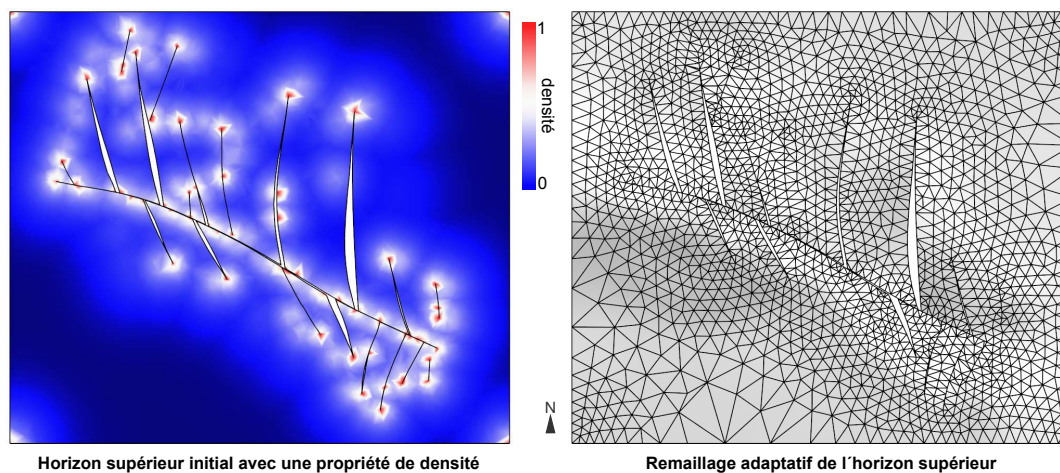 1
densité
0
N
Horizon supérieur initial avec une propriété de densité
Remaillage adaptatif de l´horizon supérieur